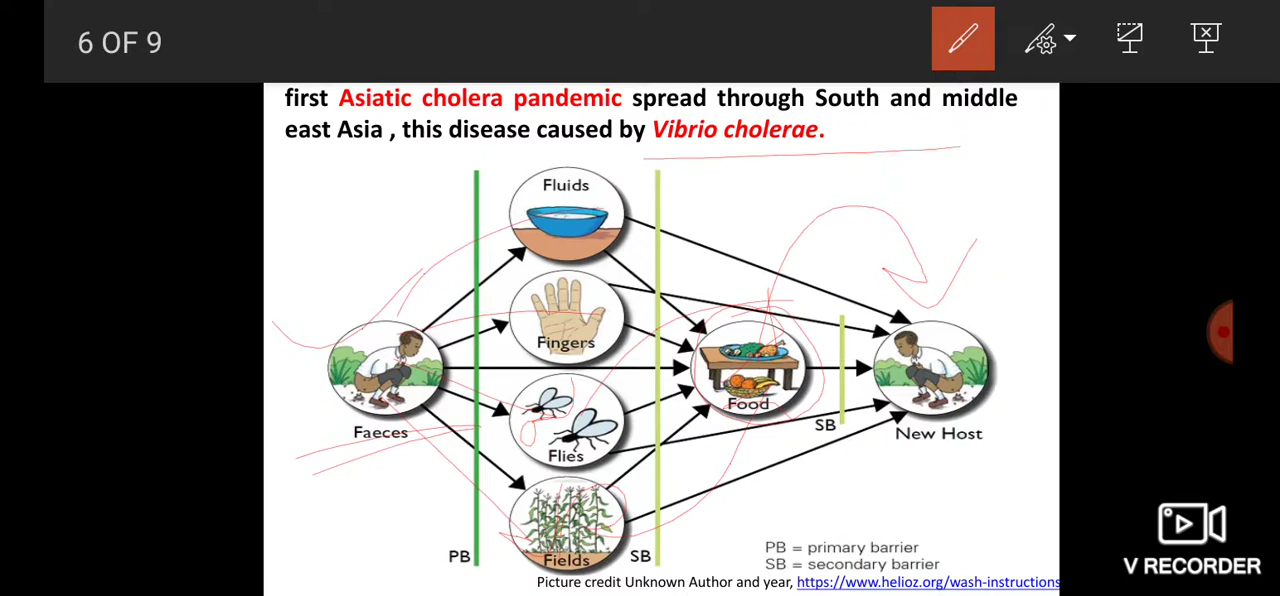 6 OF 9
first Asiatic cholera pandemic spread through South and middle
east Asia , this disease caused by Vibrio cholerae.
Fluids
Fingers
Faeces
Food
Flies
SB
New Host
PB
SB
Fields
PB = primary barrier
SB = secondary barrier
Picture credit Unknown Author and year, https://www.helioz.org/wash-instructions
V RECORDER